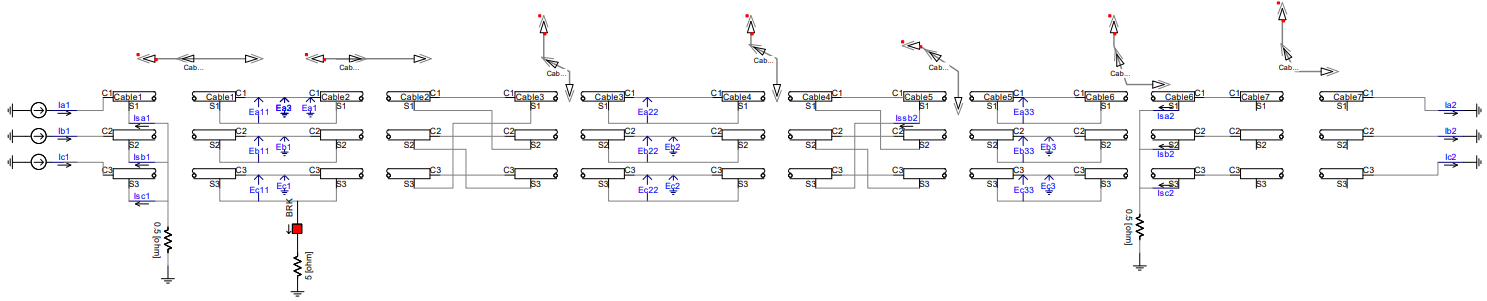 Cab...
Cab...
Cab...
Cab...
Cab...
Cab...
Cab...
C1 Cable1 Cable1 C1 C1 Cable2 Cable2 C1 C1 Cable3 Cable3 C1 C1 Cable4 Cable4 C1 C1 Cable5 Cable5 C1 C1 Cable6 Cable6 C1 C1 Cable7 Cable7 C1
Ia1 S1 S1 Ea11 Ea1 S1 S1 S1 S1 Ea22 S1 S1 S1 S1 Ea33 S1 S1 S1 S1 Ia2
Isa1 Issb2 Isa2
Ib1 C2 C2 C2 C2 C2 C2 C2 C2 C2 C2 C2 C2 C2 C2 Ib2
S2 S2 Eb11 Eb1 S2 S2 S2 S2 Eb22 Eb2 S2 S2 S2 S2 Eb33 Eb3 S2 S2 S2 S2
Isb1 Isb2
Ic1 C3 C3 C3 C3 C3 C3 C3 C3 C3 C3 C3 C3 C3 C3 Ic2
S3 S3 Ec11 Ec1 S3 S3 S3 S3 Ec22 Ec2 S3 S3 S3 S3 Ec33 Ec3 S3 S3 S3 S3
Isc1 Isc2
BRK
0.5 [ohm]
5 [ohm]
0.5 [ohm]